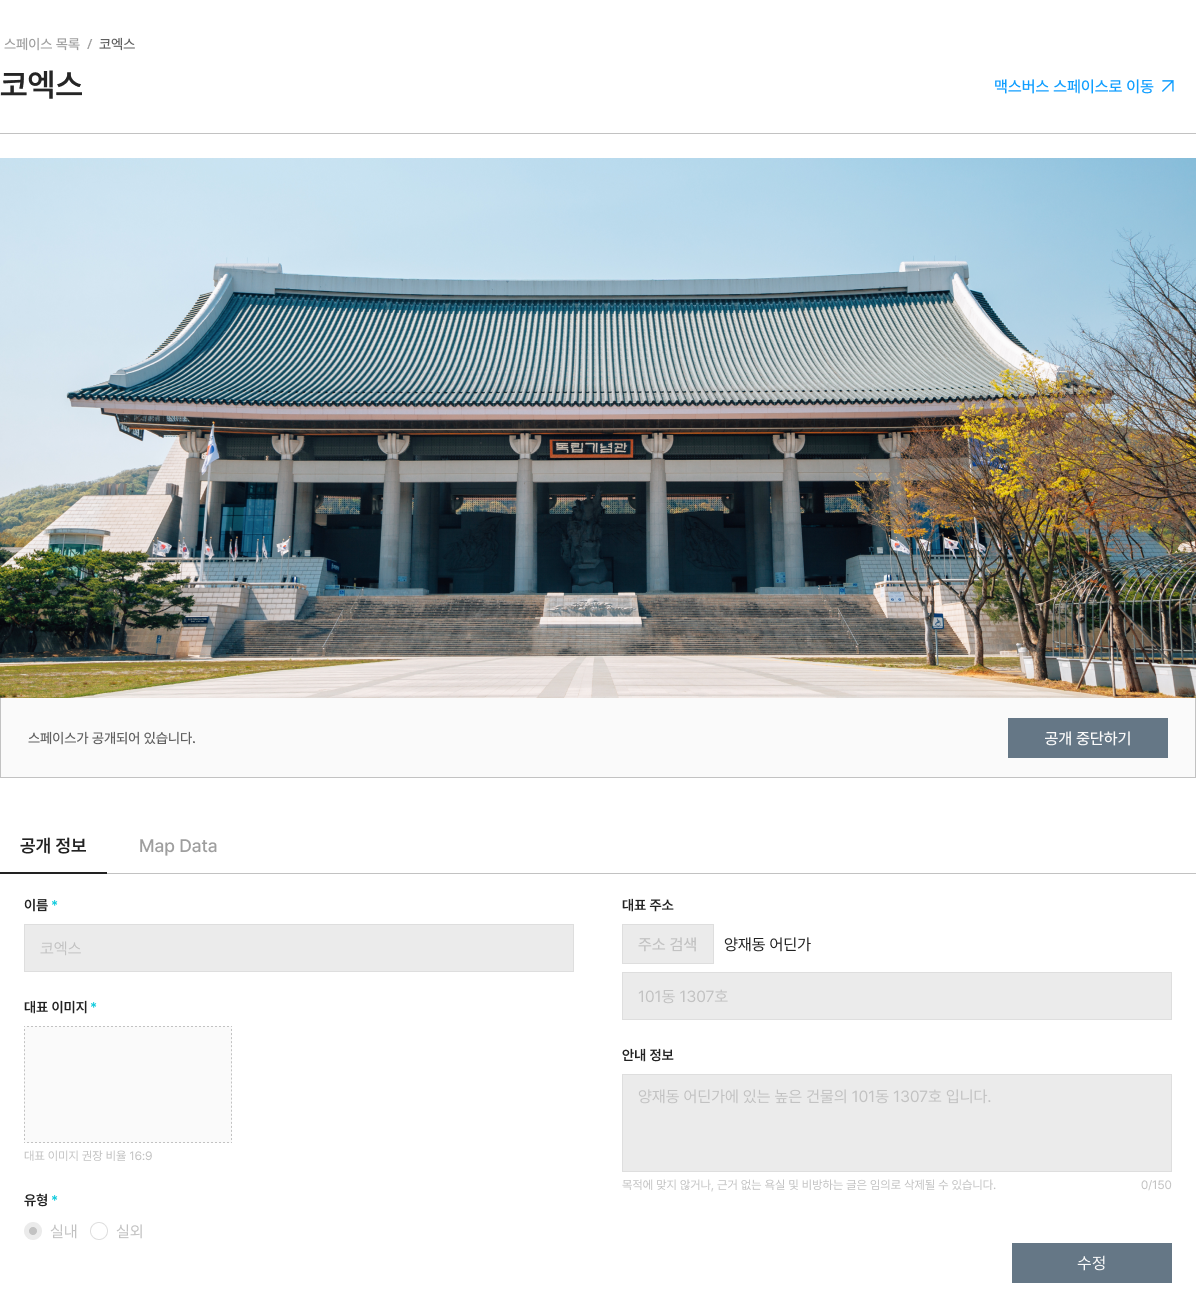 스페이스 목록 / 코엑스
코엑스
맥스버스 스페이스로 이동
독립기념관
스페이스가 공개되어 있습니다.
공개 중단하기
공개 정보
Map Data
이름 *
코엑스
대표 이미지 *
대표 이미지 권장 비율 16:9
유형 *
실내
실외
대표 주소
주소 검색
양재동 어딘가
101동 1307호
안내 정보
양재동 어딘가에 있는 높은 건물의 101동 1307호 입니다.
목적에 맞지 않거나, 근거 없는 욕실 및 비방하는 글은 임의로 삭제될 수 있습니다.
0/150
수정